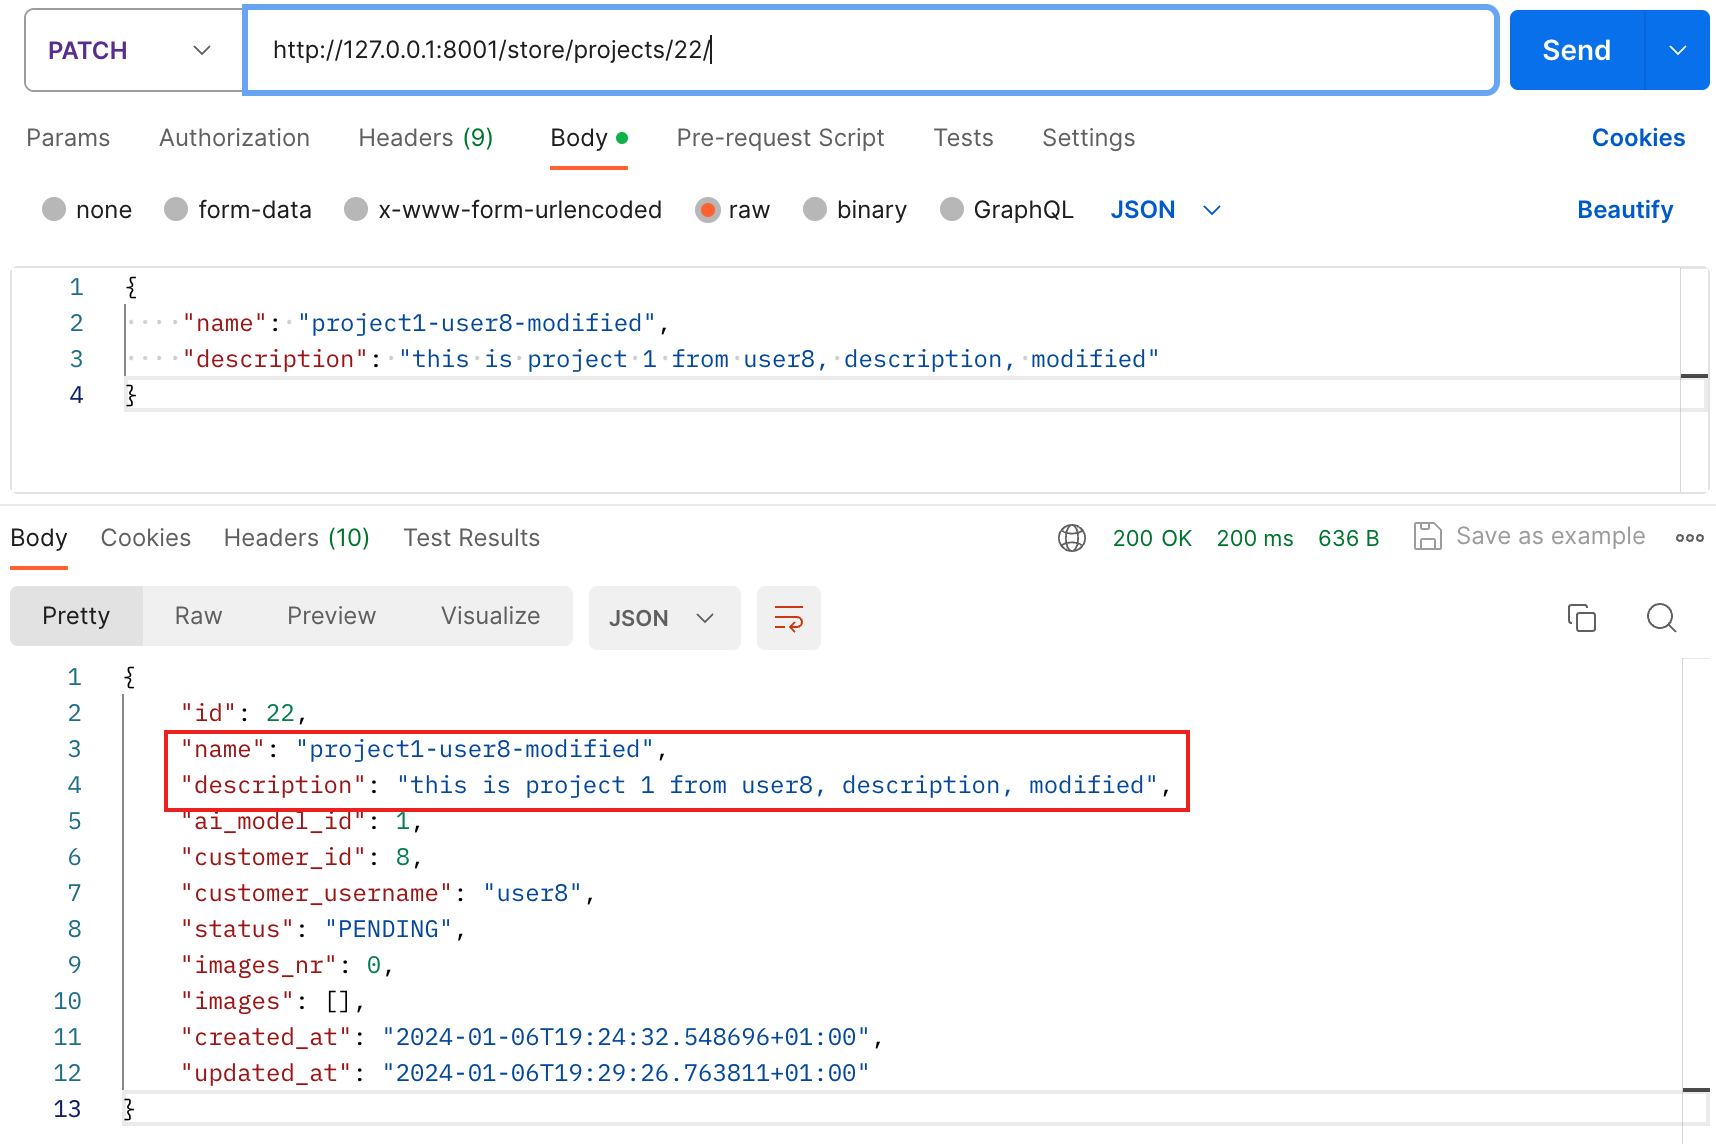 PATCH http://127.0.0.1:8001/store/projects/22/ Send
Params Authorization Headers (9) Body Pre-request Script Tests Settings Cookies
none form-data x-www-form-urlencoded raw binary GraphQL JSON Beautify
1 {
2 "name": "project1-user8-modified",
3 "description": "this is project 1 from user8, description, modified"
4 }
Body Cookies Headers (10) Test Results 200 OK 200 ms 636 B Save as example
Pretty Raw Preview Visualize JSON
1 {
2 "id": 22,
3 "name": "project1-user8-modified",
4 "description": "this is project 1 from user8, description, modified",
5 "ai_model_id": 1,
6 "customer_id": 8,
7 "customer_username": "user8",
8 "status": "PENDING",
9 "images_nr": 0,
10 "images": [],
11 "created_at": "2024-01-06T19:24:32.548696+01:00",
12 "updated_at": "2024-01-06T19:29:26.763811+01:00"
13 }